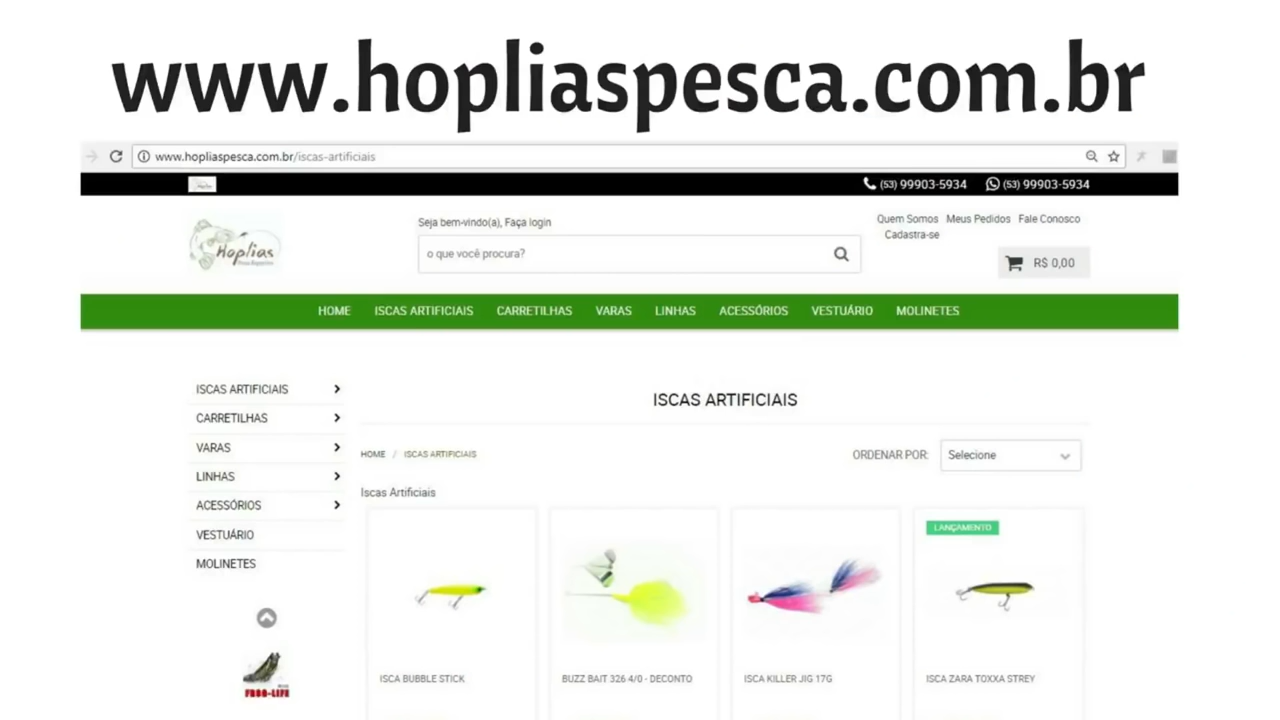 www.hopliaspesca.com.br
www.hopliaspesca.com.br/iscas-artificiais
(53) 99903-5934 (53) 99903-5934
Quem Somos Meus Pedidos Fale Conosco
Seja bem-vindo(a), Faça login
Cadastra-se
Hoplias
o que você procura?
R$ 0,00
HOME ISCAS ARTIFICIAIS CARRETILHAS VARAS LINHAS ACESSÓRIOS VESTUÁRIO MOLINETES
ISCAS ARTIFICIAIS
CARRETILHAS
VARAS
LINHAS
ACESSÓRIOS
VESTUÁRIO
MOLINETES
ISCAS ARTIFICIAIS
HOME / ISCAS ARTIFICIAIS
ORDENAR POR: Selecione
Iscas Artificiais
LANÇAMENTO
ISCA BUBBLE STICK
BUZZ BAIT 326 4/0 - DECONTO
ISCA KILLER JIG 17G
ISCA ZARA TOXXA STREY
FROG-LIFE